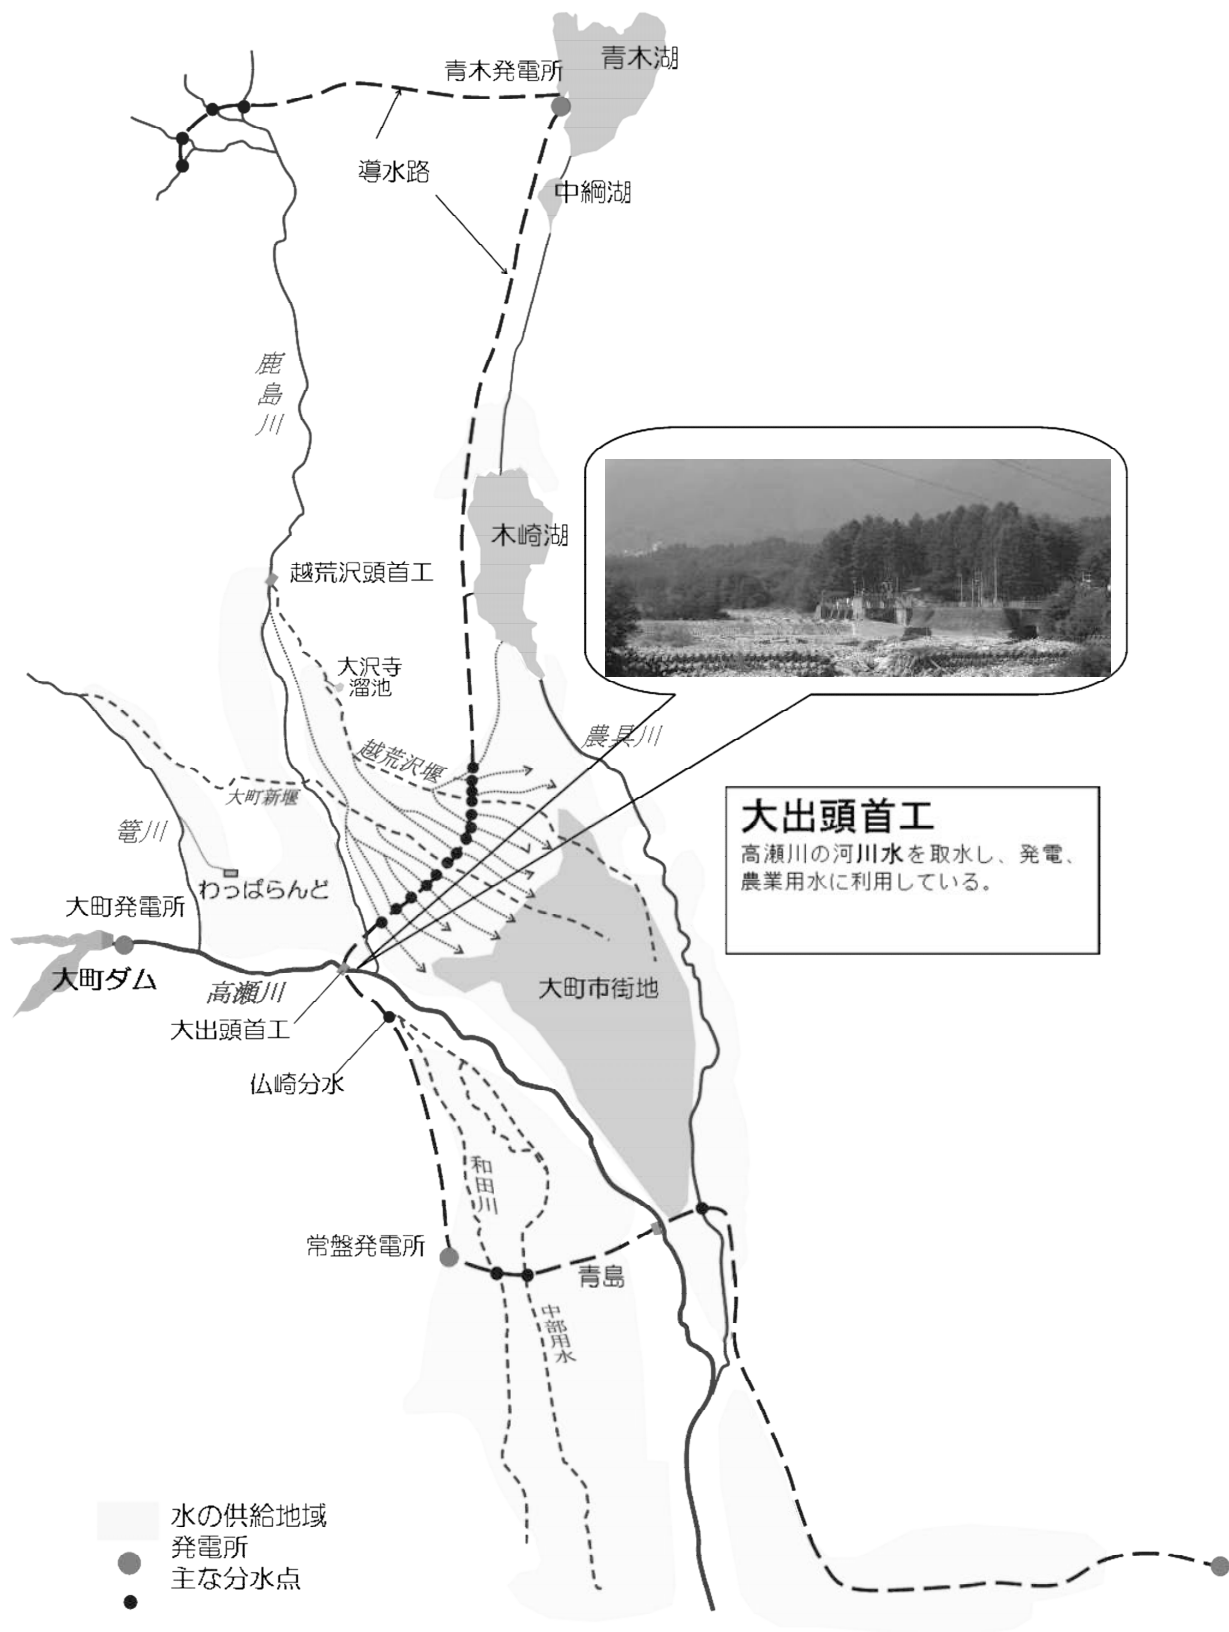 青木湖
青木発電所
導水路
中綱湖
鹿島川
木崎湖
越荒沢頭首工
大沢寺
溜池
農具川
越荒沢堰
大町新堰
大出頭首工
高瀬川の河川水を取水し、発電、
農業用水に利用している。
篭川
わっぱらんど
大町発電所
大町ダム
高瀬川
大町市街地
大出頭首工
仏崎分水
和田川
常盤発電所
青島
中部用水
水の供給地域
発電所
主な分水点